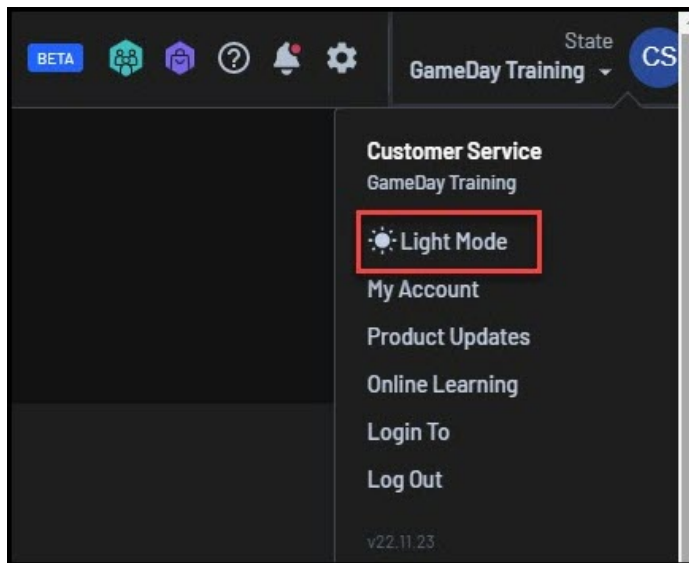 BETA
State
GameDay Training
CS
Customer Service
GameDay Training
Light Mode
My Account
Product Updates
Online Learning
Login To
Log Out
v22.11.23